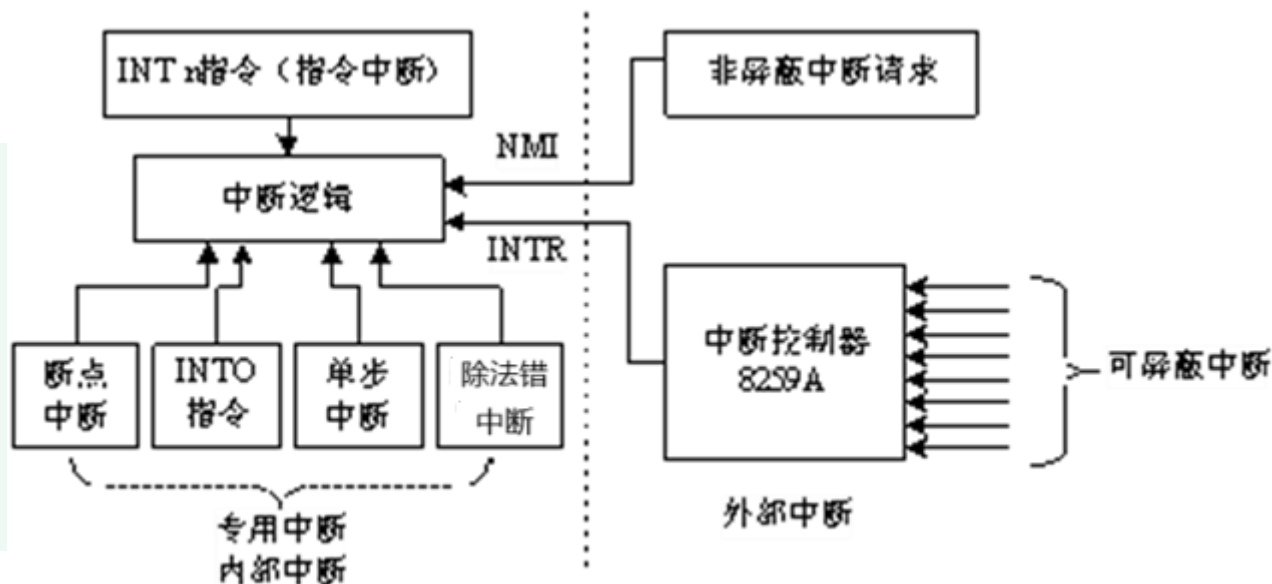 INT n指令（指令中断）
非屏蔽中断请求
NMI
中断逻辑
INTR
中断控制器
8259A
可屏蔽中断
断点
中断
INTO
指令
单步
中断
除法错
中断
专用中断
内部中断
外部中断